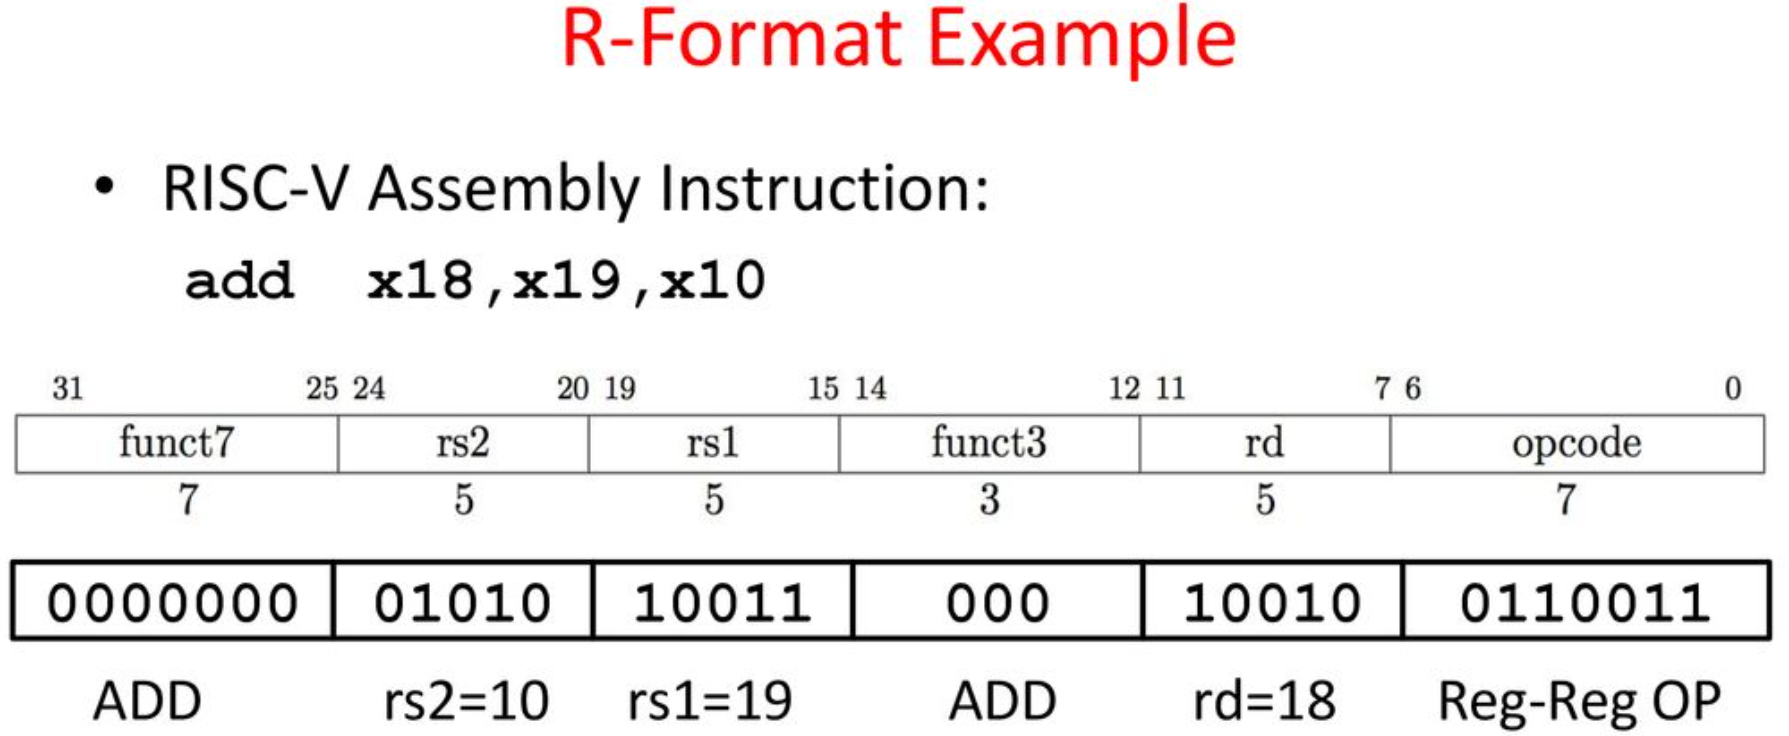 R-Format Example
• RISC-V Assembly Instruction:
add x18,x19,x10
31 25 24 20 19 15 14 12 11 7 6 0
funct7 rs2 rs1 funct3 rd opcode
7 5 5 3 5 7
0000000 01010 10011 000 10010 0110011
ADD rs2=10 rs1=19 ADD rd=18 Reg-Reg OP